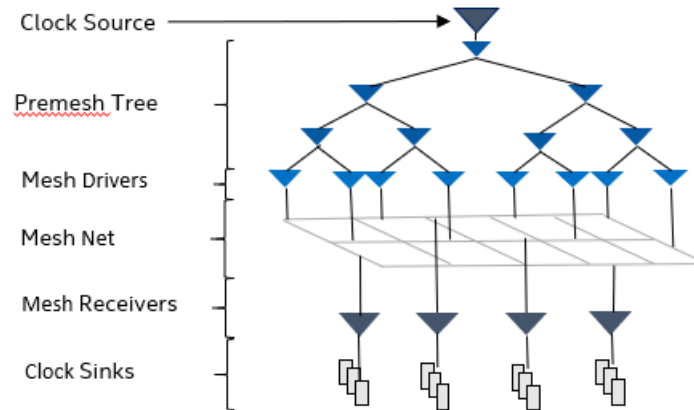 Clock Source
Premesh Tree
Mesh Drivers
Mesh Net
Mesh Receivers
Clock Sinks